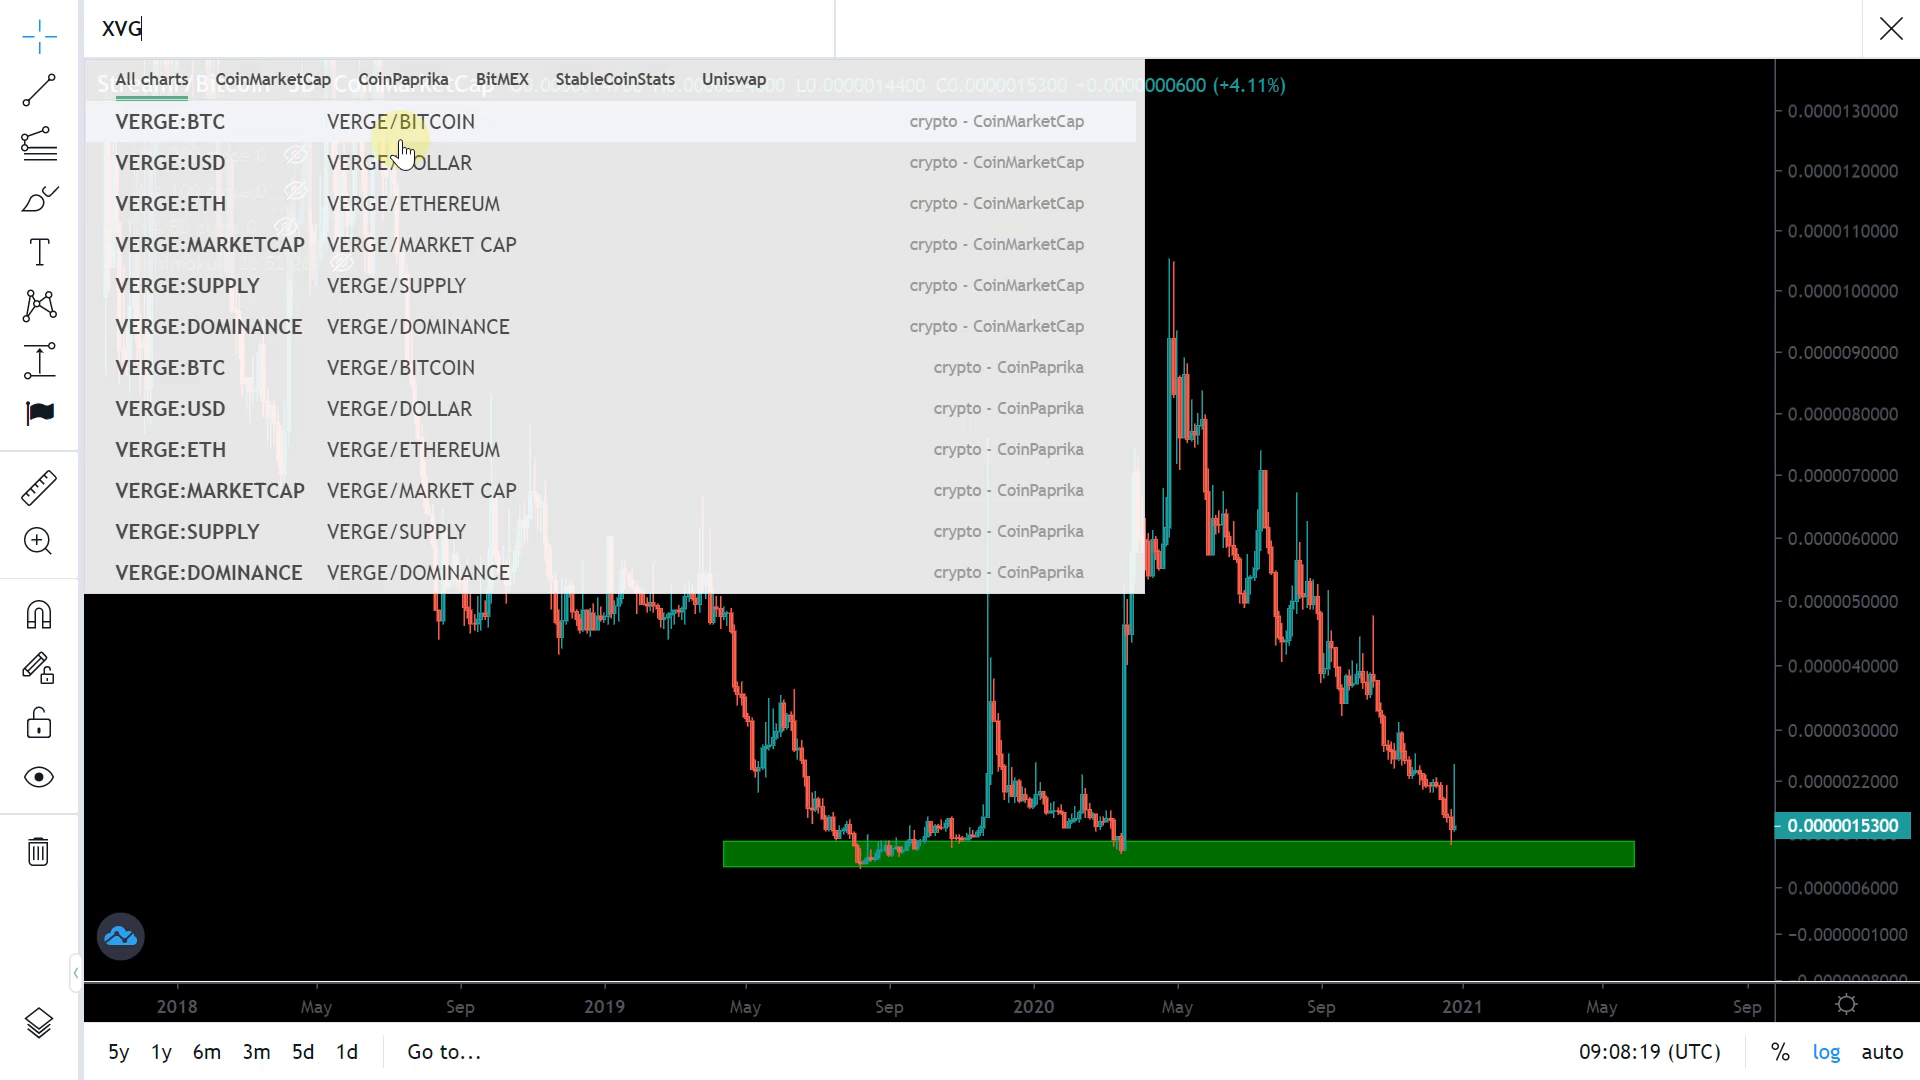 XVG
All charts CoinMarketCap CoinPaprika BitMEX StableCoinStats Uniswap
L0.0000014400 C0.0000015300 +0.0000000600 (+4.11%)
VERGE:BTC VERGE/BITCOIN crypto - CoinMarketCap
VERGE:USD VERGE/DOLLAR crypto - CoinMarketCap
VERGE:ETH VERGE/ETHEREUM crypto - CoinMarketCap
VERGE:MARKETCAP VERGE/MARKET CAP crypto - CoinMarketCap
VERGE:SUPPLY VERGE/SUPPLY crypto - CoinMarketCap
VERGE:DOMINANCE VERGE/DOMINANCE crypto - CoinMarketCap
VERGE:BTC VERGE/BITCOIN crypto - CoinPaprika
VERGE:USD VERGE/DOLLAR crypto - CoinPaprika
VERGE:ETH VERGE/ETHEREUM crypto - CoinPaprika
VERGE:MARKETCAP VERGE/MARKET CAP crypto - CoinPaprika
VERGE:SUPPLY VERGE/SUPPLY crypto - CoinPaprika
VERGE:DOMINANCE VERGE/DOMINANCE crypto - CoinPaprika
0.0000130000
0.0000120000
0.0000110000
0.0000100000
0.0000090000
0.0000080000
0.0000070000
0.0000060000
0.0000050000
0.0000040000
0.0000030000
0.0000022000
0.0000015300
0.0000006000
-0.0000001000
2018 May Sep 2019 May Sep 2020 May Sep 2021 May Sep
5y 1y 6m 3m 5d 1d Go to... 09:08:19 (UTC) % log auto